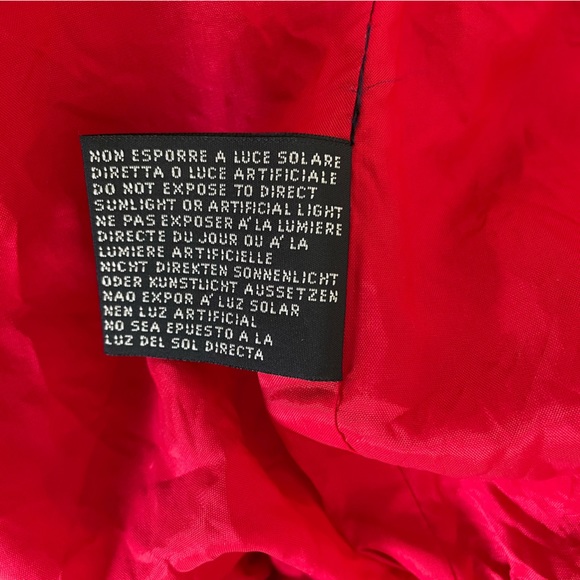 NON ESPORRE A LUCE SOLARE
DIRETTA O LUCE ARTIFICIALE
DO NOT EXPOSE TO DIRECT
SUNLIGHT OR ARTIFICIAL LIGHT
NE PAS EXPOSER A' LA LUMIERE
DIRECTE DU JOUR OU A' LA
LUMIERE ARTIFICIELLE
NICHT DIREKTEN SONNENLICHT
ODER KUNSTLICHT AUSSETZEN
NAO EXPOR A' LUZ SOLAR
NEN LUZ ARTIFICIAL
NO SEA EPUESTO A LA
LUZ DEL SOL DIRECTA